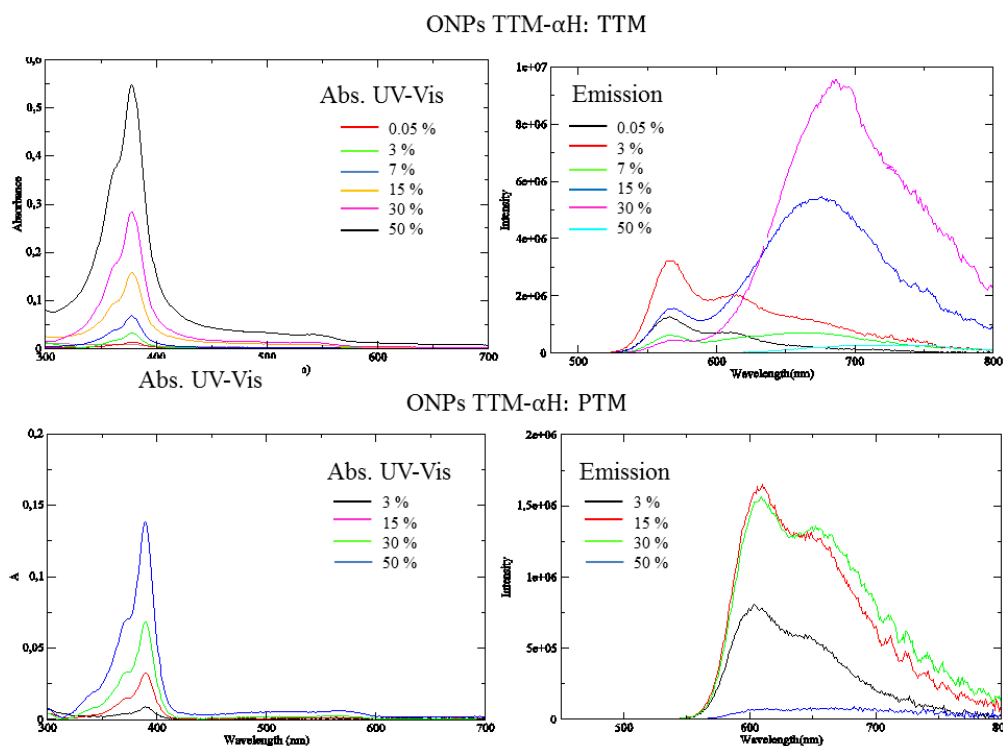 ONPs TTM-αH: TTM
0,6
0,5
0,4
0,3
0,2
0,1
0
Absorbance
Abs. UV-Vis
0.05 %
3 %
7 %
15 %
30 %
50 %
300
400
500
600
700
Abs. UV-Vis
1e+07
8e+06
6e+06
4e+06
2e+06
0
Intensity
Emission
0.05 %
3 %
7 %
15 %
30 %
50 %
500
600
700
800
Wavelength(nm)
ONPs TTM-αH: PTM
0,2
0,15
0,1
0,05
0
A
Abs. UV-Vis
3 %
15 %
30 %
50 %
300
400
500
600
700
Wavelength (nm)
2e+06
1,5e+06
1e+06
5e+05
0
Intensity
Emission
3 %
15 %
30 %
50 %
500
600
700
800
Wavelength(nm)